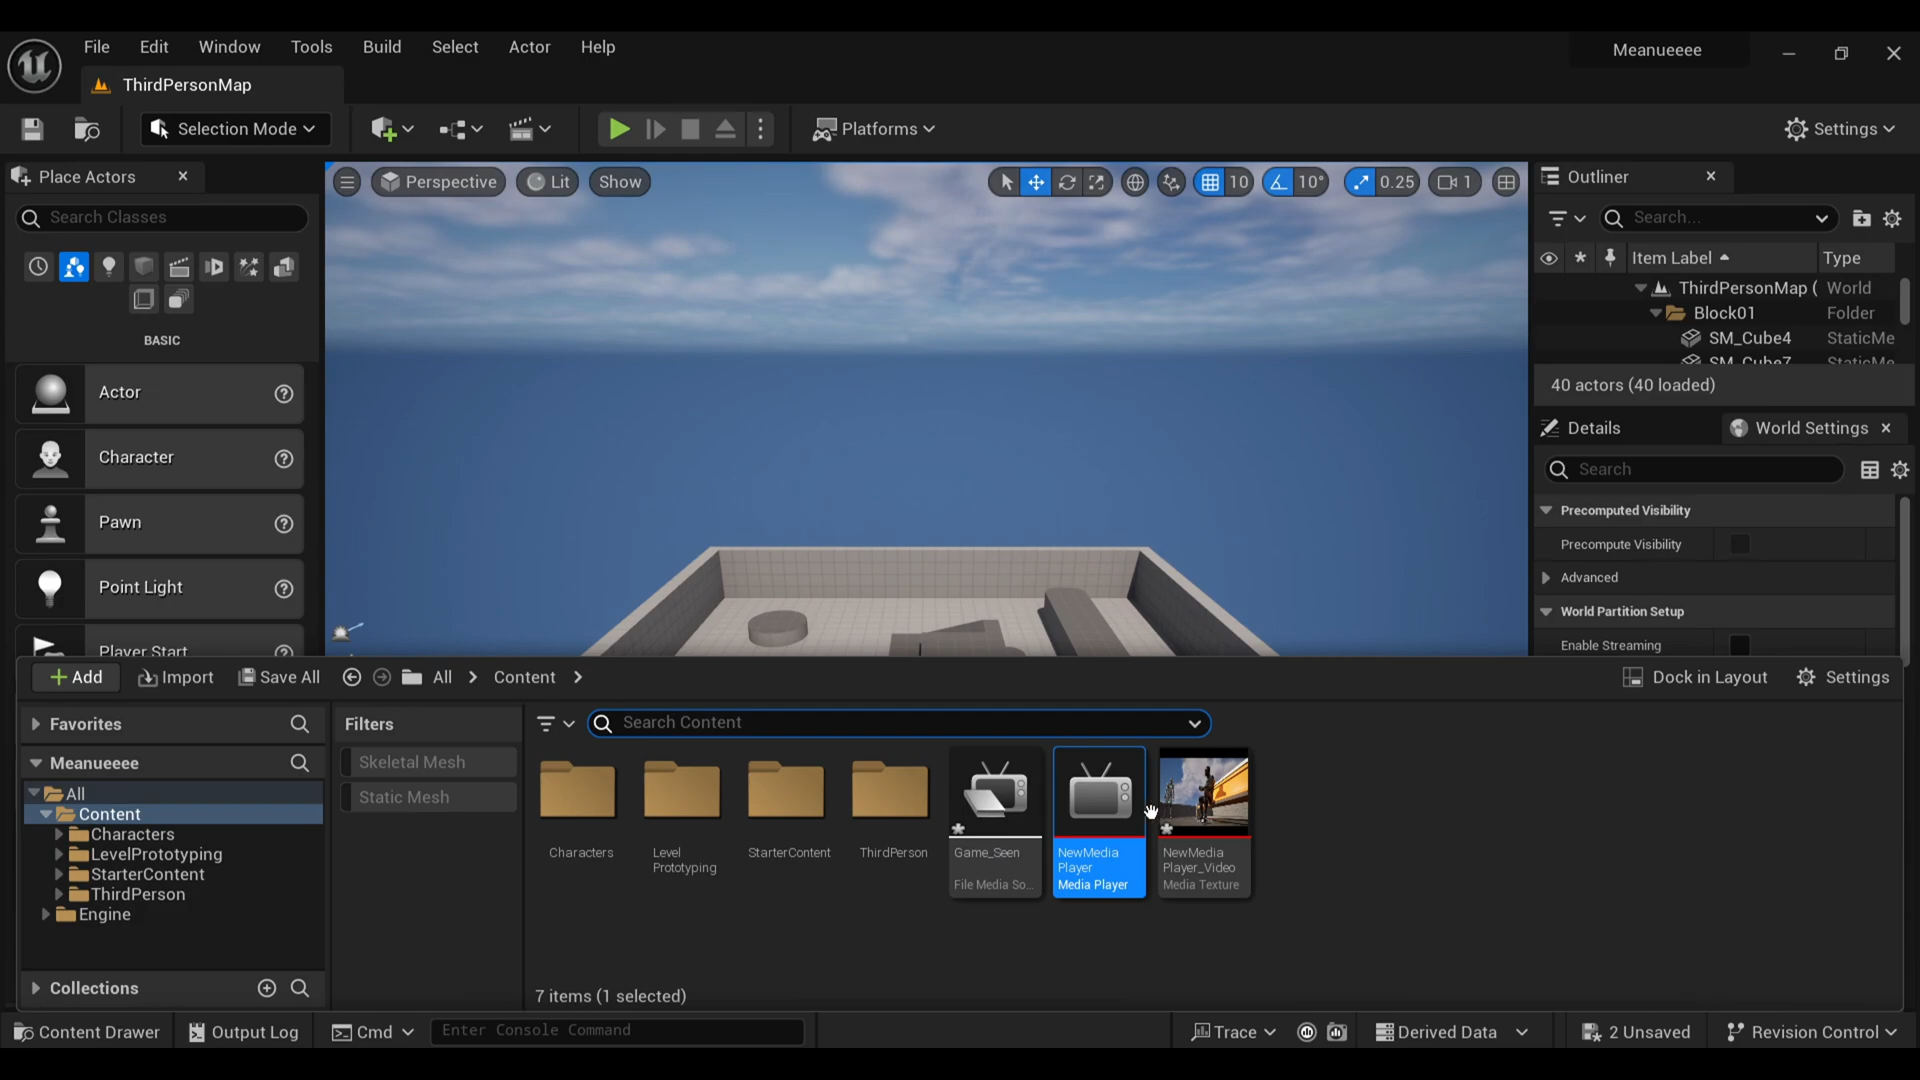 File Edit Window Tools Build Select Actor Help
Meanueeee
ThirdPersonMap
Selection Mode
Platforms
Settings
Place Actors
Search Classes
BASIC
Actor
Character
Pawn
Point Light
Player Start
Perspective
Lit
Show
10
10°
0.25
1
Outliner
Search...
Item Label
Type
ThirdPersonMap ( World
Block01 Folder
SM_Cube4 StaticMe
SM_Cube7 StaticMe
40 actors (40 loaded)
Details
World Settings
Search
Precomputed Visibility
Precompute Visibility
Advanced
World Partition Setup
Enable Streaming
Add
Import
Save All
All
Content
Dock in Layout
Settings
Favorites
Meanueeee
All
Content
Characters
LevelPrototyping
StarterContent
ThirdPerson
Engine
Collections
Filters
Skeletal Mesh
Static Mesh
Search Content
Characters
Level
Prototyping
StarterContent
ThirdPerson
Game_Seen
File Media So...
NewMedia
Player
Media Player
NewMedia
Player_Video
Media Texture
7 items (1 selected)
Content Drawer
Output Log
Cmd
Enter Console Command
Trace
Derived Data
2 Unsaved
Revision Control